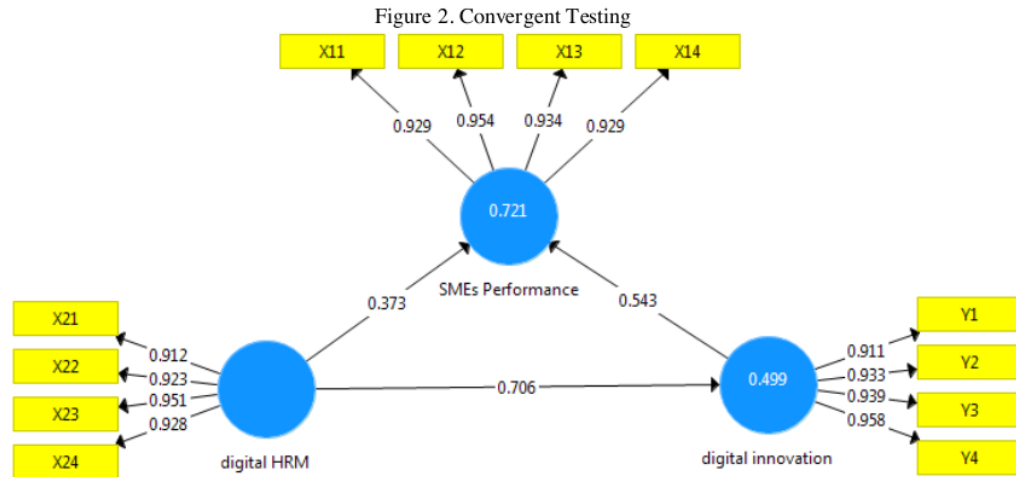 Figure 2. Convergent Testing
X11 X12 X13 X14
0.929 0.954 0.934 0.929
0.721
SMEs Performance
0.373 0.543
X21
X22
X23
X24
0.912
0.923
0.951
0.928
digital HRM
0.706
0.499
digital innovation
0.911
0.933
0.939
0.958
Y1
Y2
Y3
Y4